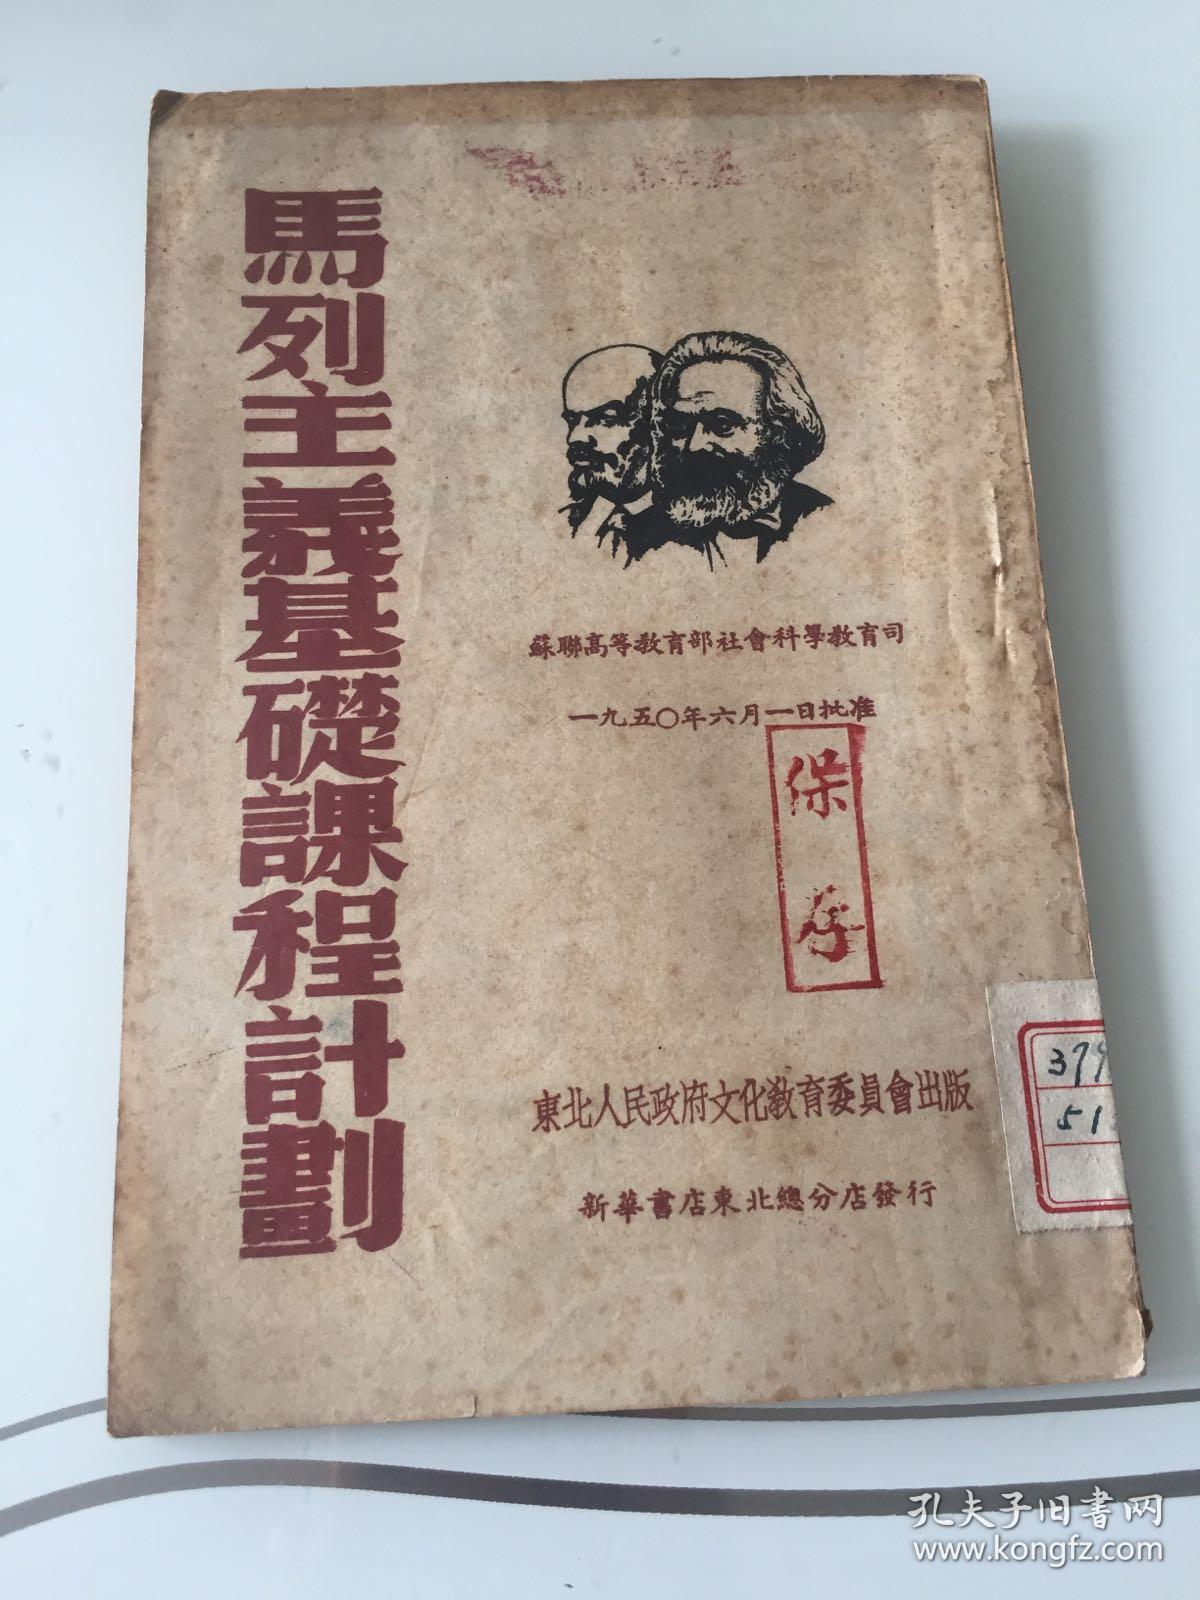 馬列主義基礎課程計劃
蘇聯高等教育部社會科學教育司
一九五〇年六月一日批准
保存
東北人民政府文化教育委員會出版
新華書店東北總分店發行
379
51
孔夫子旧书网
www.kongfz.com